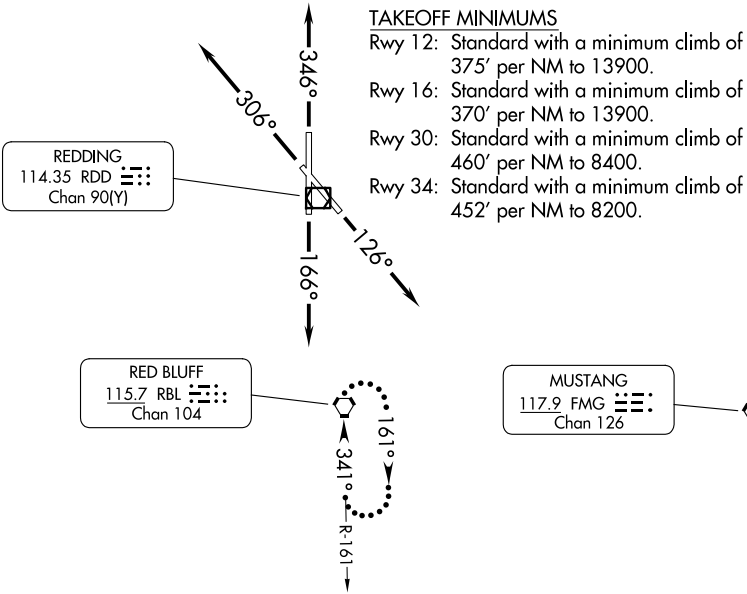 TAKEOFF MINIMUMS
Rwy 12: Standard with a minimum climb of
375' per NM to 13900.
Rwy 16: Standard with a minimum climb of
370' per NM to 13900.
Rwy 30: Standard with a minimum climb of
460' per NM to 8400.
Rwy 34: Standard with a minimum climb of
452' per NM to 8200.
346°
306°
REDDING
114.35 RDD
Chan 90(Y)
126°
166°
RED BLUFF
115.7 RBL
Chan 104
161°
341°
R-161
MUSTANG
117.9 FMG
Chan 126